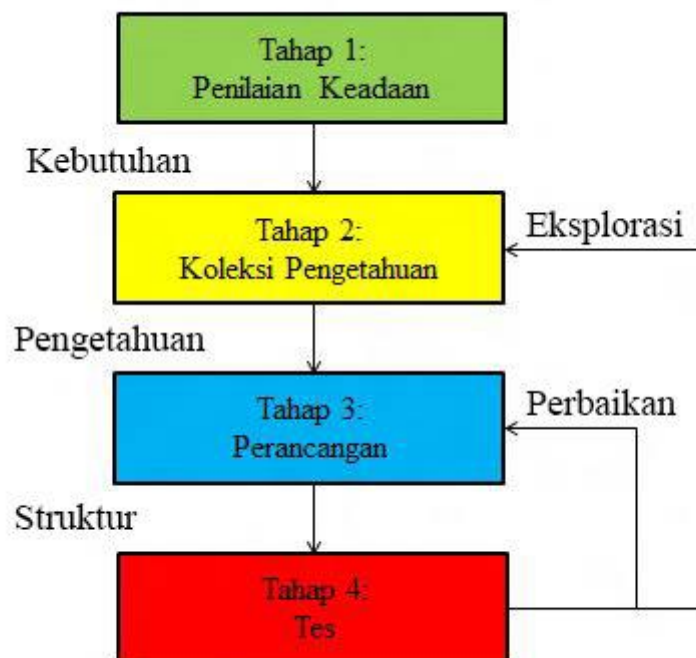 Tahap 1:
Penilaian Keadaan
Kebutuhan
Tahap 2:
Koleksi Pengetahuan
Eksplorasi
Pengetahuan
Tahap 3:
Perancangan
Perbaikan
Struktur
Tahap 4:
Tes